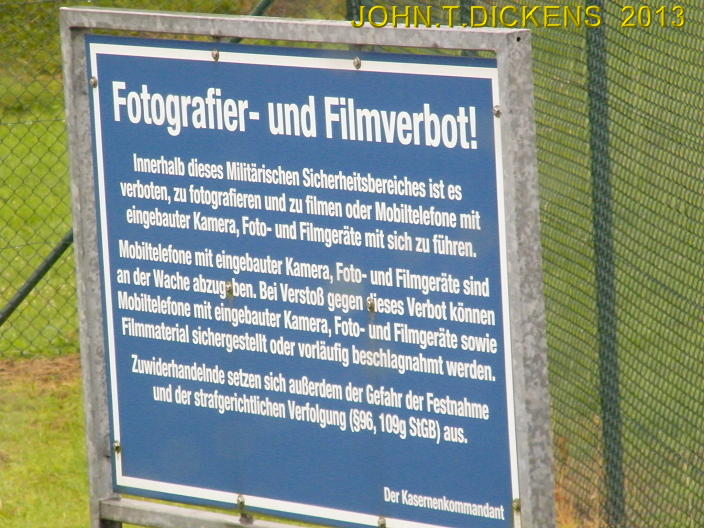 JOHN.T.DICKENS 2013
Fotografier- und Filmverbot!
Innerhalb dieses Militärischen Sicherheitsbereiches ist es
verboten, zu fotografieren und zu filmen oder Mobiltelefone mit
eingebauter Kamera, Foto- und Filmgeräte mit sich zu führen.
Mobiltelefone mit eingebauter Kamera, Foto- und Filmgeräte sind
an der Wache abzugeben. Bei Verstoß gegen dieses Verbot können
Mobiltelefone mit eingebauter Kamera, Foto- und Filmgeräte sowie
Filmmaterial sichergestellt oder vorläufig beschlagnahmt werden.
Zuwiderhandelnde setzen sich außerdem der Gefahr der Festnahme
und der strafgerichtlichen Verfolgung (§96, 109g StGB) aus.
Der Kasernenkommandant